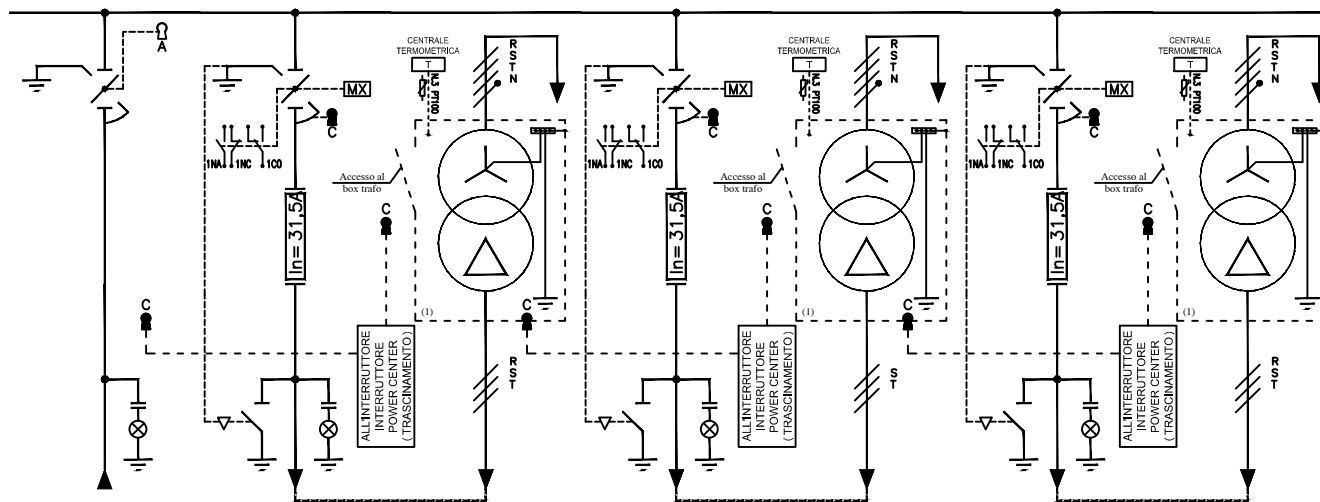 A
CENTRALE
TERMOMETRICA
T
N.3 PT100
R
S
T
N
MX
C
1NA
1NC
1CO
Accesso al
box trafo
C
In= 31,5A
(1)
C
ALL'INTERRUTTORE
INTERRUTTORE
POWER CENTER
( TRASCINAMENTO )
R
S
T
CENTRALE
TERMOMETRICA
T
N.3 PT100
R
S
T
N
MX
C
1NA
1NC
1CO
Accesso al
box trafo
C
In= 31,5A
(1)
C
ALL'INTERRUTTORE
INTERRUTTORE
POWER CENTER
( TRASCINAMENTO )
S
T
CENTRALE
TERMOMETRICA
T
N.3 PT100
R
S
T
N
MX
C
1NA
1NC
1CO
Accesso al
box trafo
C
In= 31,5A
(1)
C
ALL'INTERRUTTORE
INTERRUTTORE
POWER CENTER
( TRASCINAMENTO )
R
S
T